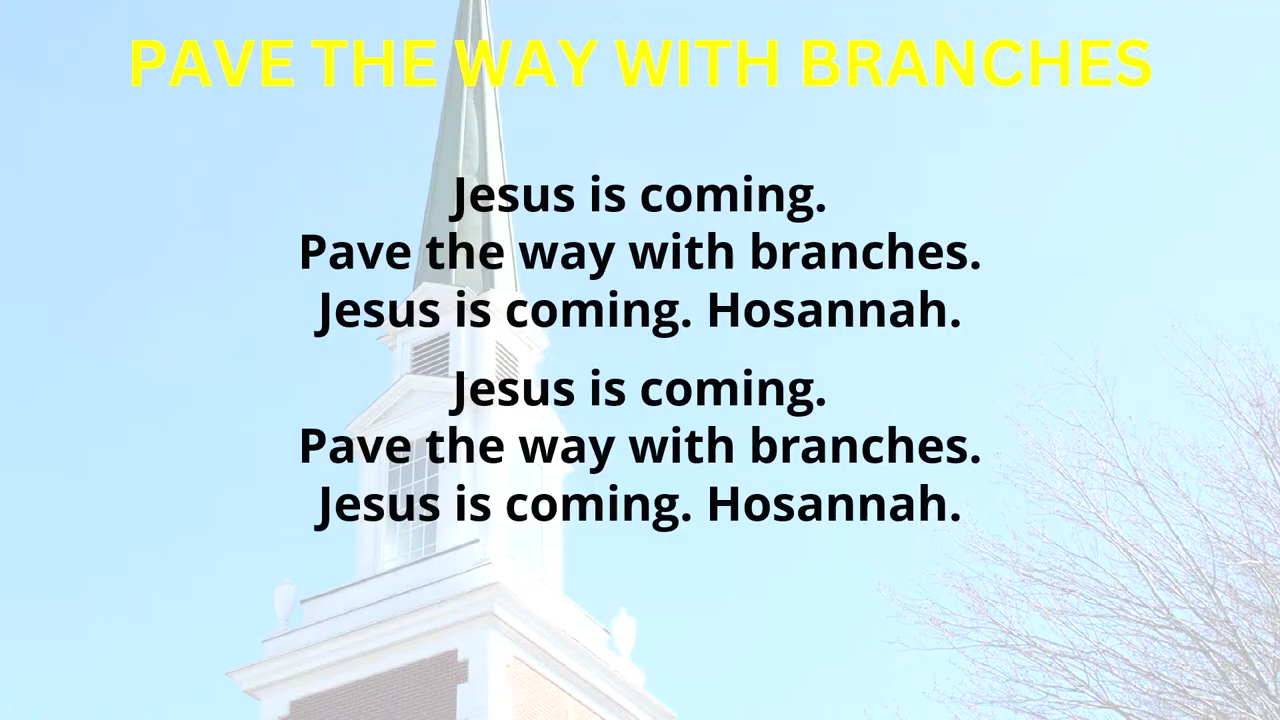 PAVE THE WAY WITH BRANCHES
Jesus is coming.
Pave the way with branches.
Jesus is coming. Hosannah.
Jesus is coming.
Pave the way with branches.
Jesus is coming. Hosannah.